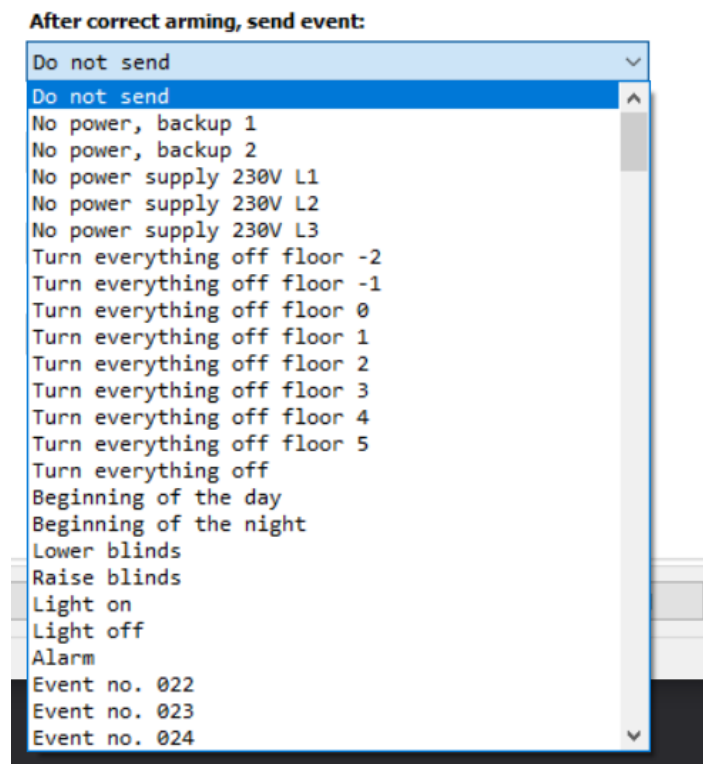 After correct arming, send event:
Do not send
Do not send
No power, backup 1
No power, backup 2
No power supply 230V L1
No power supply 230V L2
No power supply 230V L3
Turn everything off floor -2
Turn everything off floor -1
Turn everything off floor 0
Turn everything off floor 1
Turn everything off floor 2
Turn everything off floor 3
Turn everything off floor 4
Turn everything off floor 5
Turn everything off
Beginning of the day
Beginning of the night
Lower blinds
Raise blinds
Light on
Light off
Alarm
Event no. 022
Event no. 023
Event no. 024